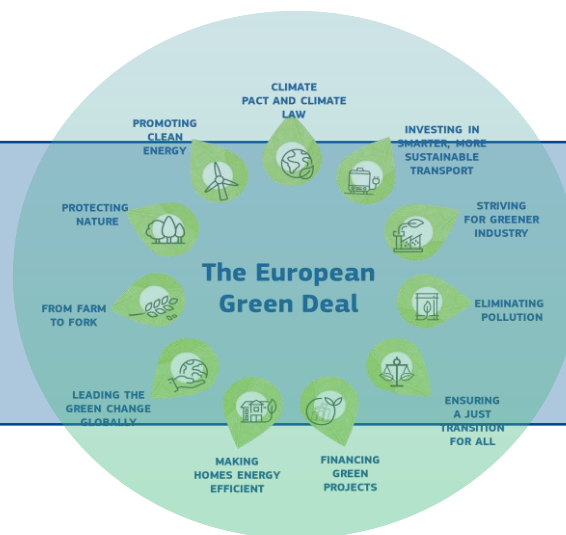 CLIMATE
PACT AND CLIMATE
LAW
PROMOTING
CLEAN
ENERGY
INVESTING IN
SMARTER, MORE
SUSTAINABLE
TRANSPORT
PROTECTING
NATURE
STRIVING
FOR GREENER
INDUSTRY
The European
Green Deal
FROM FARM
TO FORK
ELIMINATING
POLLUTION
LEADING THE
GREEN CHANGE
GLOBALLY
ENSURING
A JUST
TRANSITION
FOR ALL
MAKING
HOMES ENERGY
EFFICIENT
FINANCING
GREEN
PROJECTS